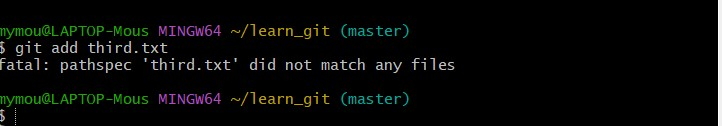 mymou@LAPTOP-Mous MINGW64 ~/learn_git (master)
$ git add third.txt
fatal: pathspec 'third.txt' did not match any files
mymou@LAPTOP-Mous MINGW64 ~/learn_git (master)
$